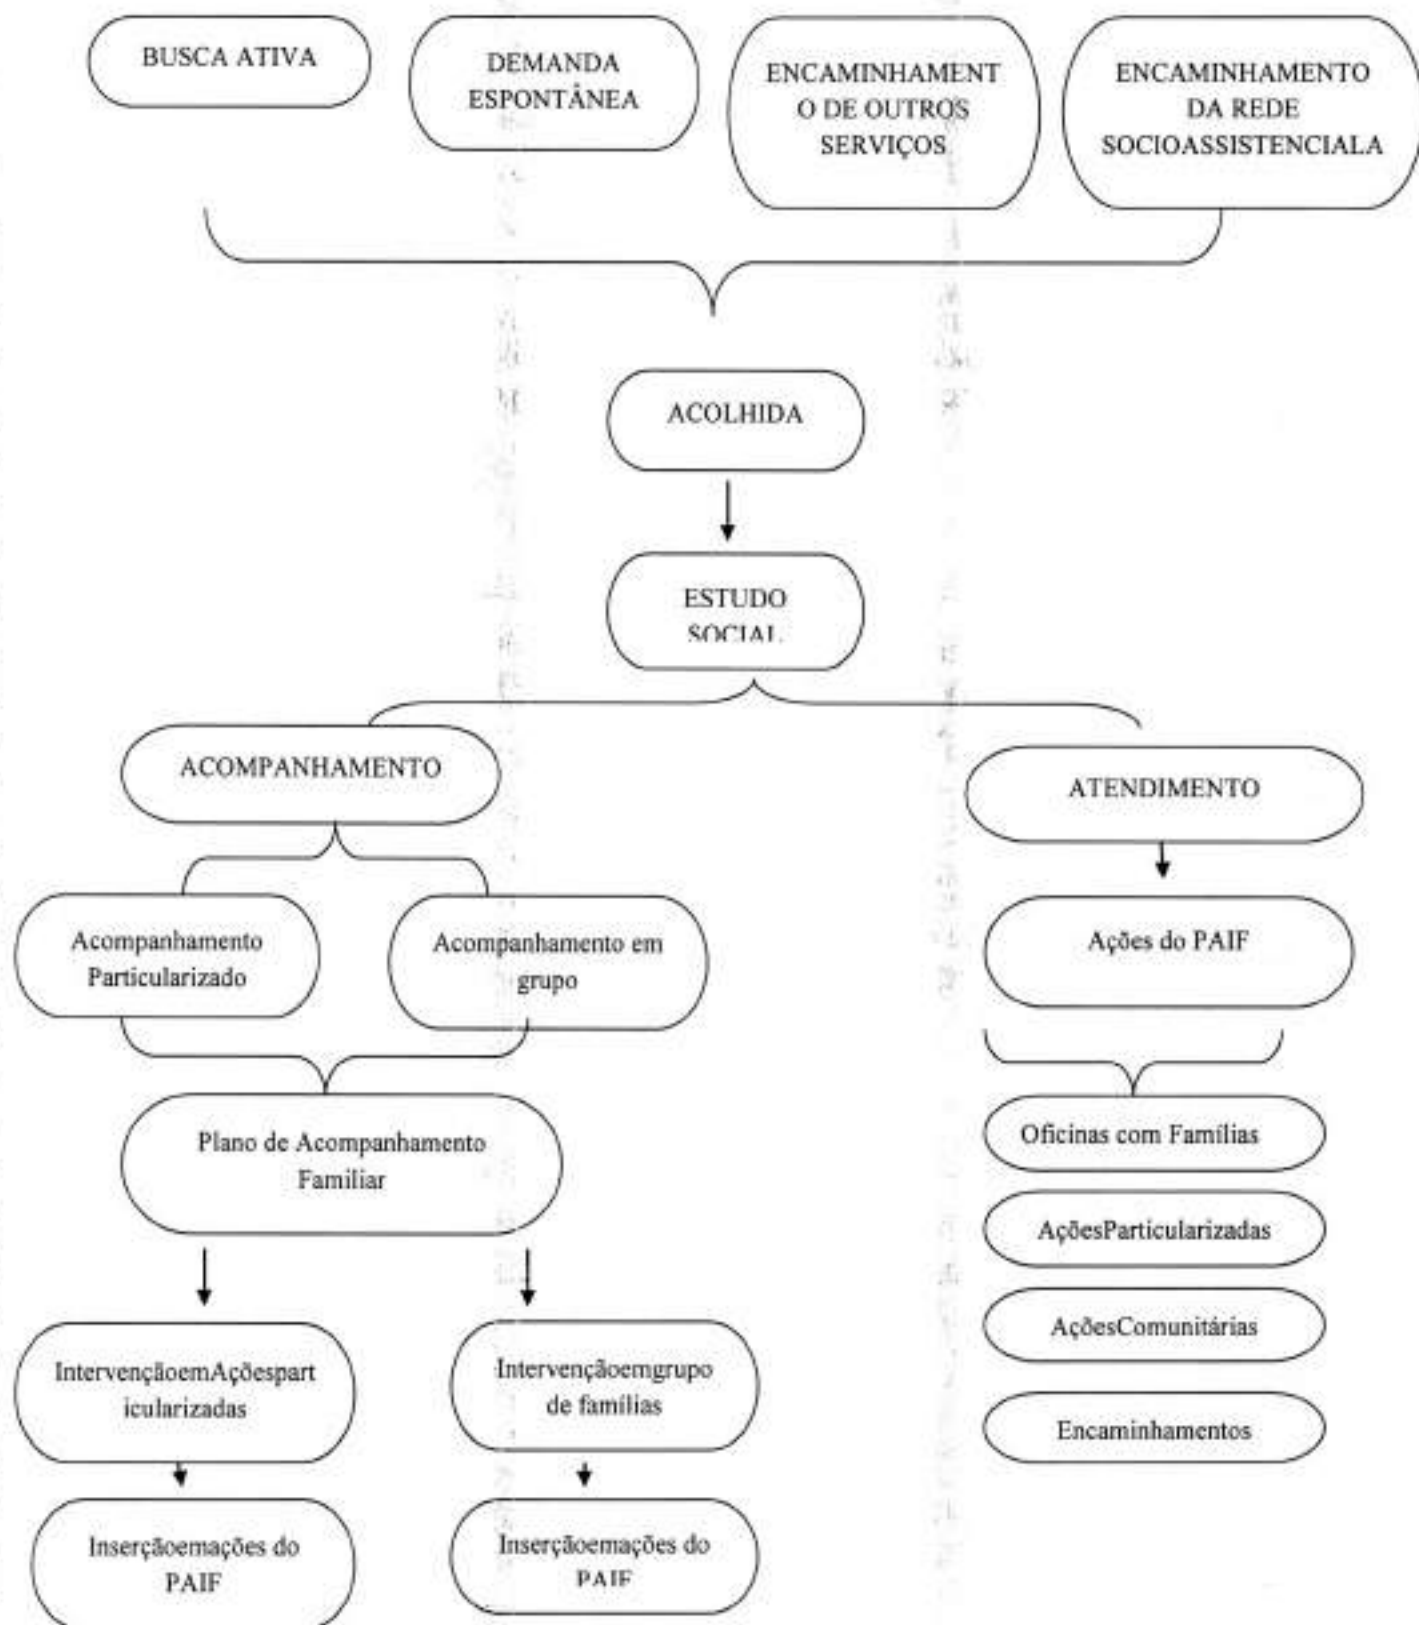 BUSCA ATIVA
DEMANDA
ESPONTÂNEA
ENCAMINHAMENT
O DE OUTROS
SERVIÇOS
ENCAMINHAMENTO
DA REDE
SOCIOASSISTENCIALA
ACOLHIDA
ESTUDO
SOCIAL
ACOMPANHAMENTO
ATENDIMENTO
Acompanhamento
Particularizado
Acompanhamento em
grupo
Ações do PAIF
Plano de Acompanhamento
Familiar
Oficinas com Famílias
AçõesParticularizadas
AçõesComunitárias
Encaminhamentos
IntervençãoemAçõespart
icularizadas
Intervençãoemgrupo
de famílias
Inserçãoemações do
PAIF
Inserçãoemações do
PAIF